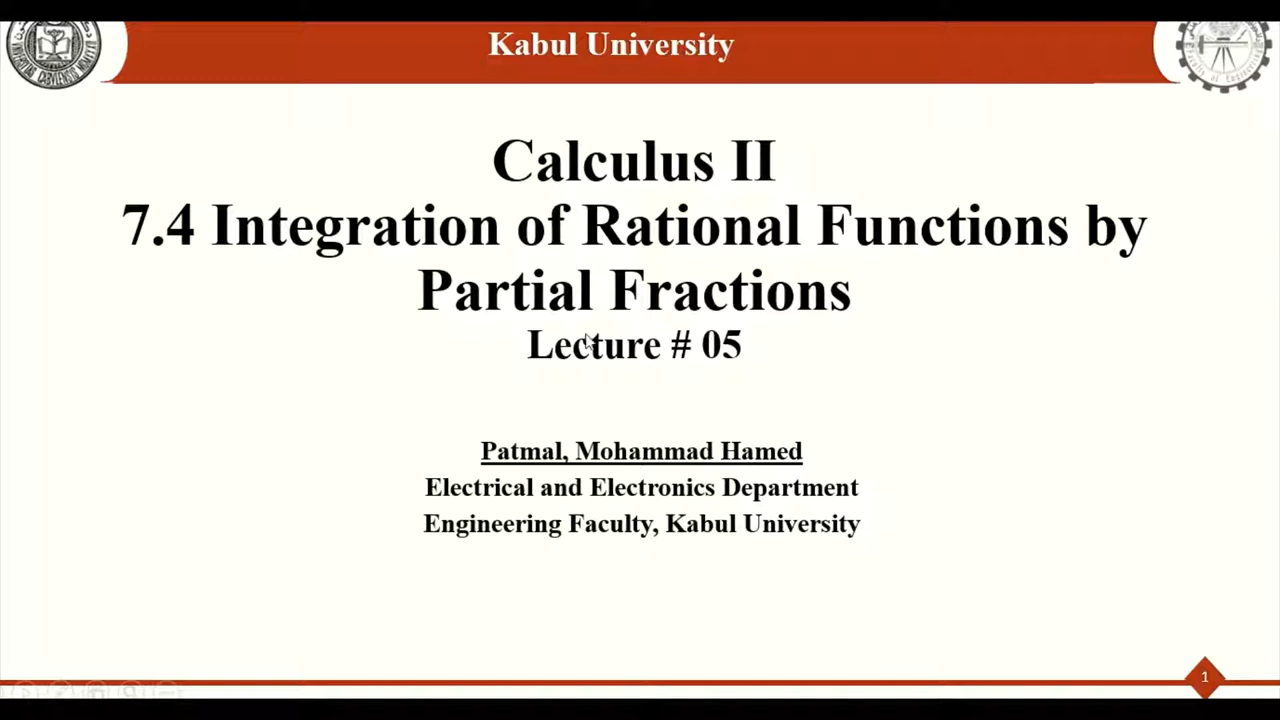 Kabul University
Calculus II
7.4 Integration of Rational Functions by
Partial Fractions
Lecture # 05
Patmal, Mohammad Hamed
Electrical and Electronics Department
Engineering Faculty, Kabul University
1